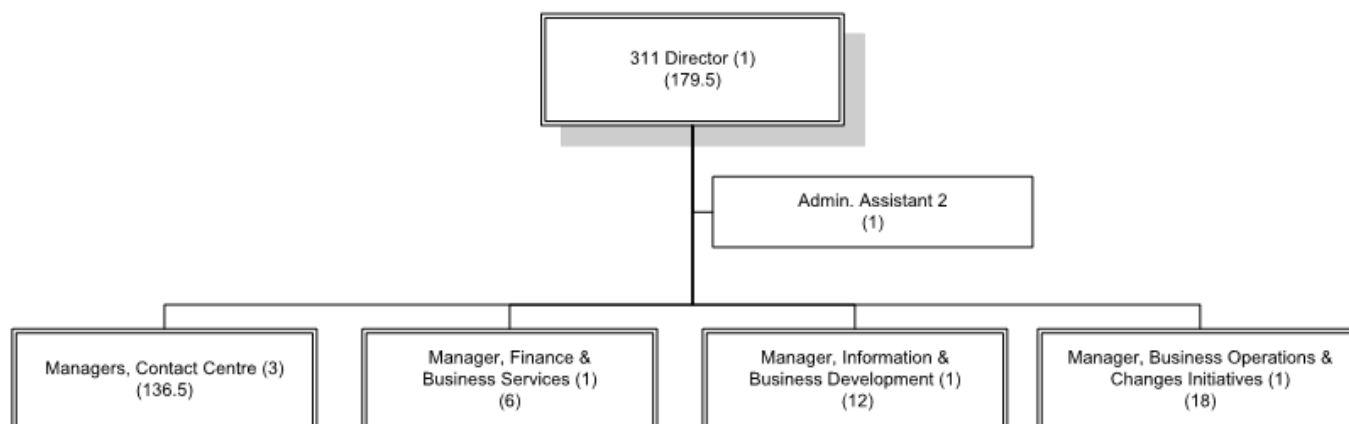 311 Director (1)
(179.5)
Admin. Assistant 2
(1)
Managers, Contact Centre (3)
(136.5)
Manager, Finance &
Business Services (1)
(6)
Manager, Information &
Business Development (1)
(12)
Manager, Business Operations &
Changes Initiatives (1)
(18)